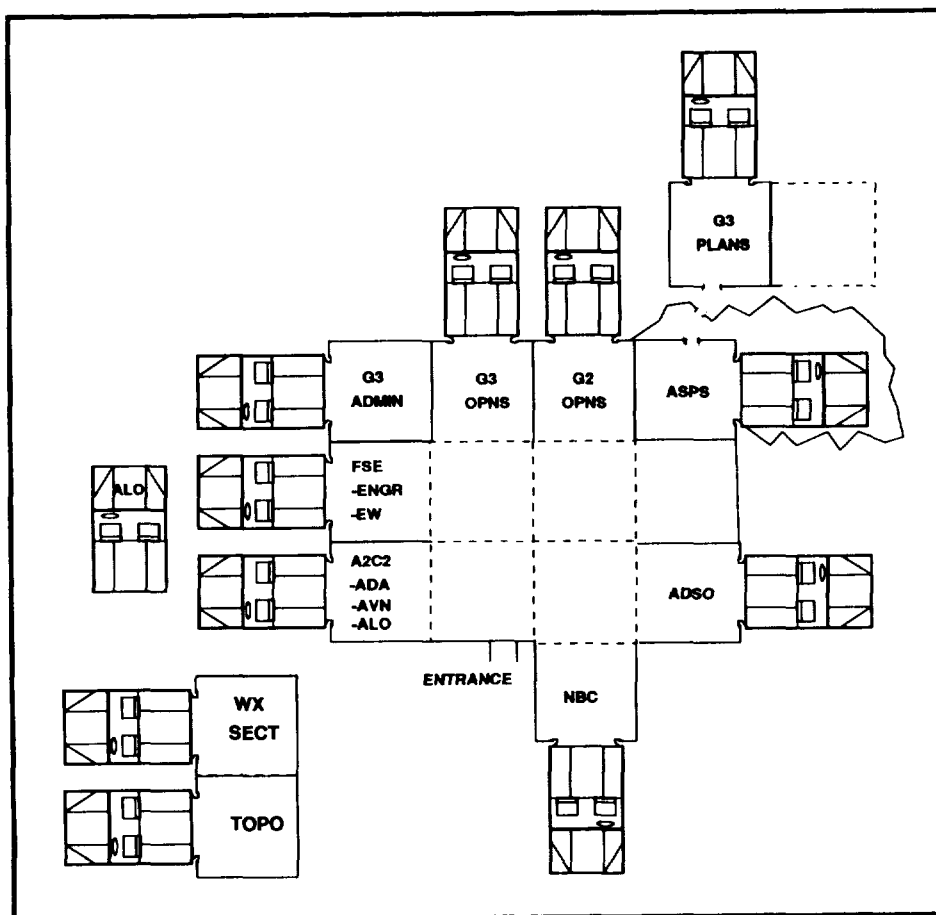 G3
PLANS
G3
ADMIN
G3
OPNS
G2
OPNS
ASPS
ALO
FSE
-ENGR
-EW
A2C2
-ADA
-AVN
-ALO
ADSO
ENTRANCE
NBC
WX
SECT
TOPO